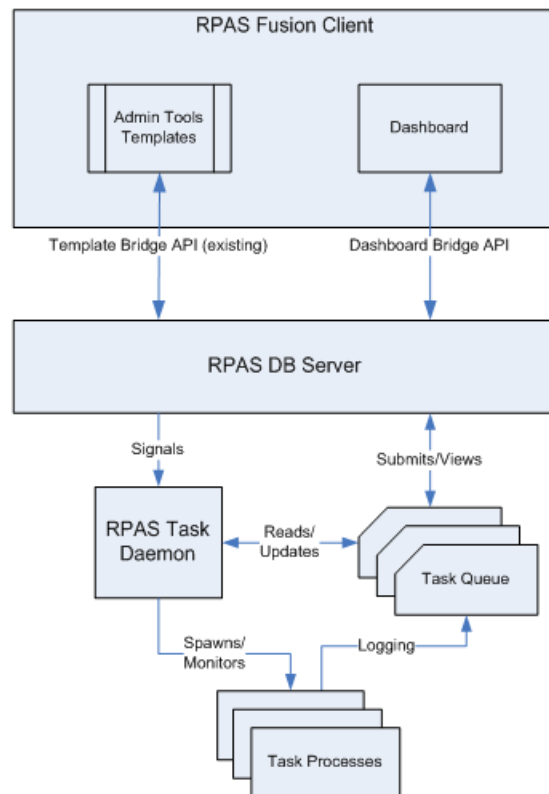 RPAS Fusion Client
Admin Tools
Templates
Dashboard
Template Bridge API (existing)
Dashboard Bridge API
RPAS DB Server
Signals
Submits/Views
RPAS Task
Daemon
Reads/
Updates
Task Queue
Spawns/
Monitors
Logging
Task Processes